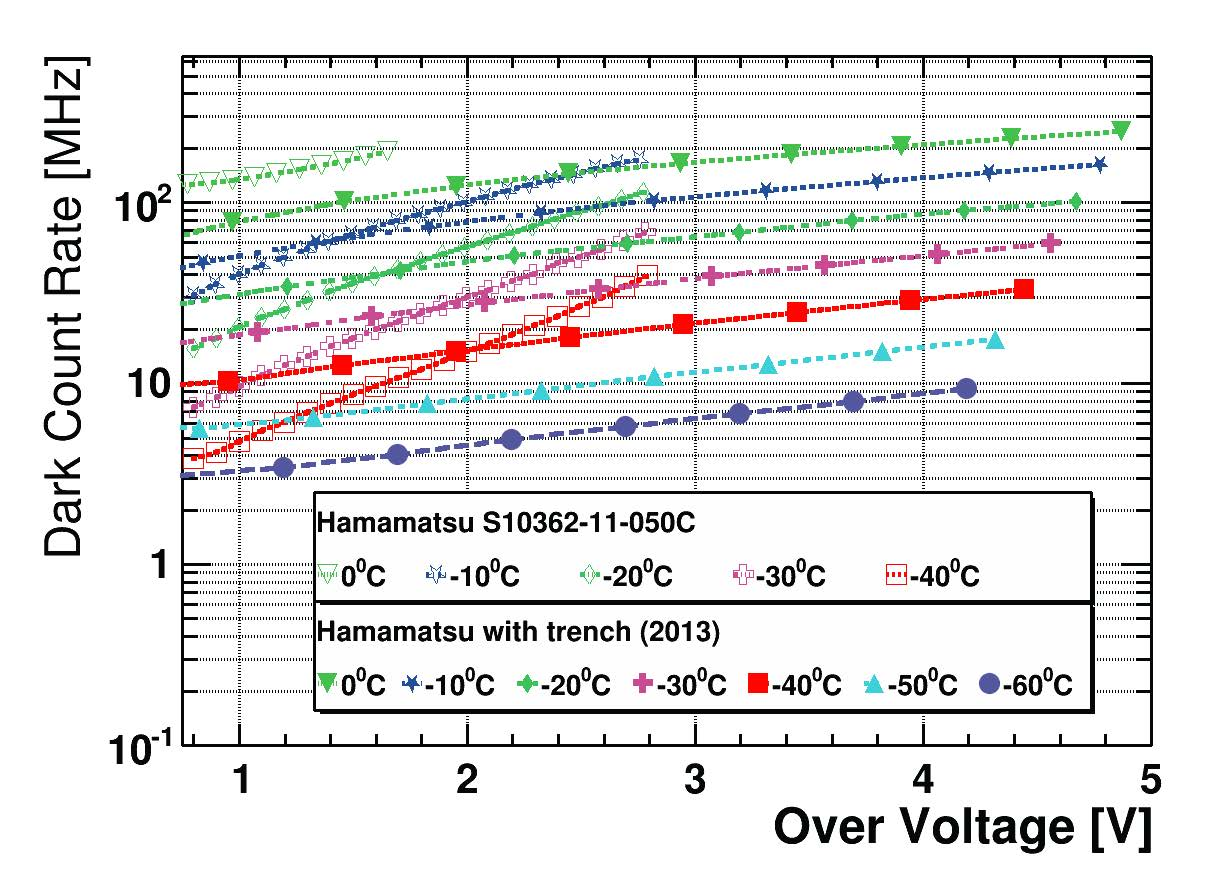 Dark Count Rate [MHz]
10²
10
1
10⁻¹
Hamamatsu S10362-11-050C
0⁰C -10⁰C -20⁰C -30⁰C -40⁰C
Hamamatsu with trench (2013)
0⁰C -10⁰C -20⁰C -30⁰C -40⁰C -50⁰C -60⁰C
1 2 3 4 5
Over Voltage [V]